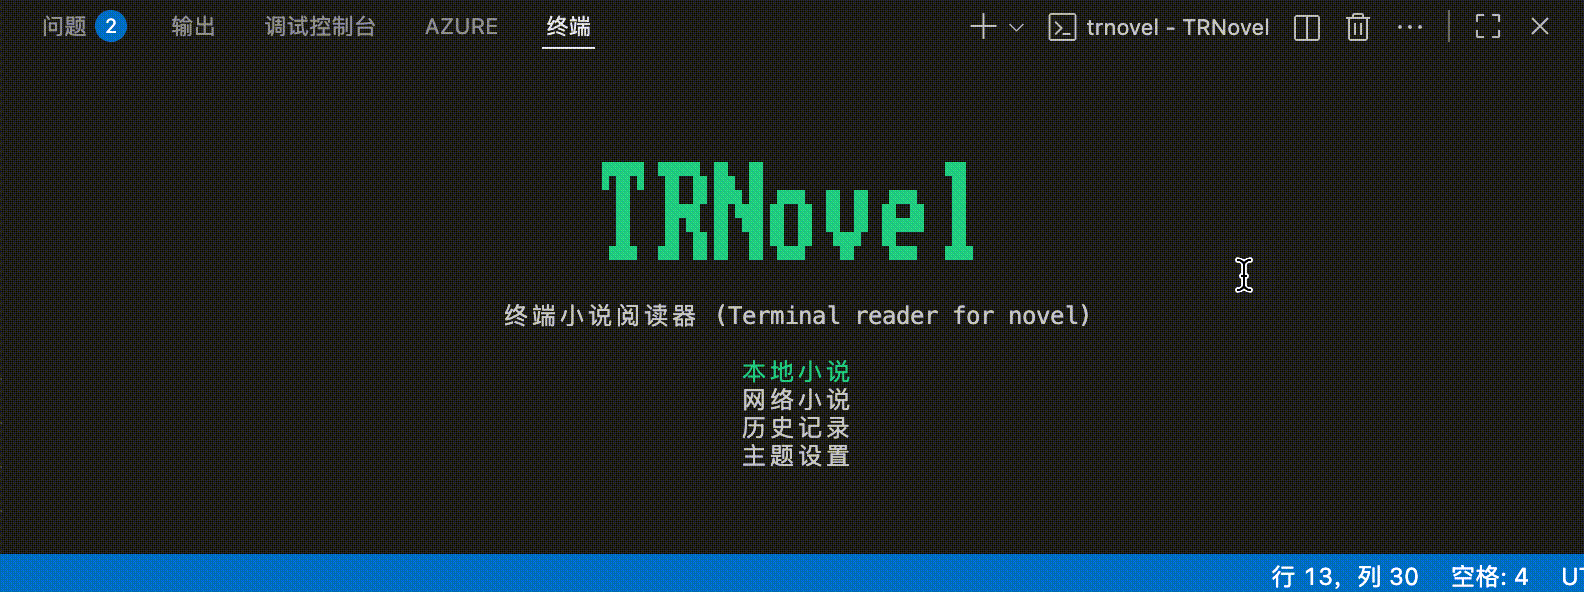 问题 2 输出 调试控制台 AZURE 终端 trnovel - TRNovel
TRNovel
终端小说阅读器 (Terminal reader for novel)
本地小说
网络小说
历史记录
主题设置
行 13, 列 30 空格: 4